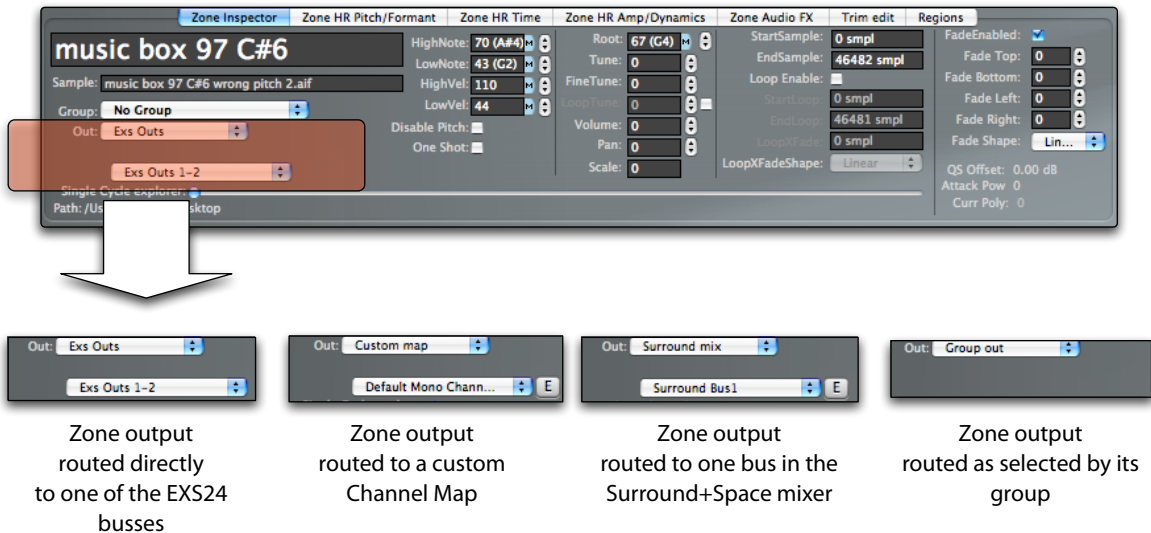 Zone Inspector Zone HR Pitch/Formant Zone HR Time Zone HR Amp/Dynamics Zone Audio FX Trim edit Regions
music box 97 C#6
Sample: music box 97 C#6 wrong pitch 2.aif
Group: No Group
Out: Exs Outs
Exs Outs 1-2
Single Cycle explorer:
Path: /Us sktop
HighNote: 70 (A#4) M
LowNote: 43 (G2) M
HighVel: 110 M
LowVel: 44 M
Disable Pitch:
One Shot:
Root: 67 (G4) M
Tune: 0
FineTune: 0
LoopTune: 0
Volume: 0
Pan: 0
Scale: 0
StartSample: 0 smpl
EndSample: 46482 smpl
Loop Enable:
StartLoop: 0 smpl
EndLoop: 46481 smpl
LoopXFade: 0 smpl
LoopXFadeShape: Linear
FadeEnabled:
Fade Top: 0
Fade Bottom: 0
Fade Left: 0
Fade Right: 0
Fade Shape: Lin...
QS Offset: 0.00 dB
Attack Pow 0
Curr Poly: 0
Out: Exs Outs
Exs Outs 1-2
Zone output
routed directly
to one of the EXS24
busses
Out: Custom map
Default Mono Chann... E
Zone output
routed to a custom
Channel Map
Out: Surround mix
Surround Bus1 E
Zone output
routed to one bus in the
Surround+Space mixer
Out: Group out
Zone output
routed as selected by its
group